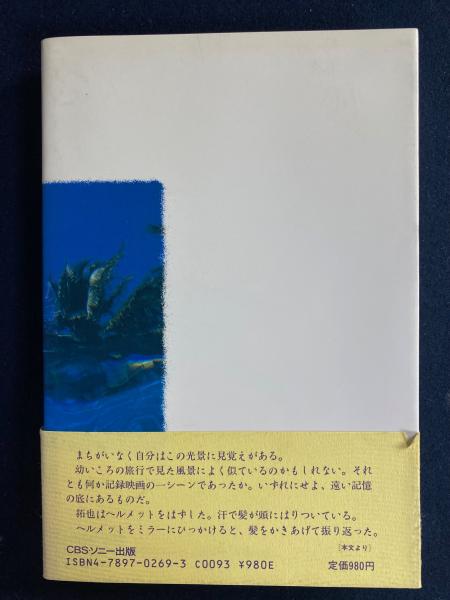 まちがいなく自分はこの光景に見覚えがある。
幼いころの旅行で見た風景によく似ているのかもしれない。それ
とも何か記録映画の一シーンであったか。いずれにせよ、遠い記憶
の底にあるものだ。
拓也はヘルメットをはずした。汗で髪が頭にはりついている。
ヘルメットをミラーにひっかけると、髪をかきあげて振り返った。
[本文より]
CBS・ソニー出版
ISBN4-7897-0269-3 C0093 ¥980E 定価980円